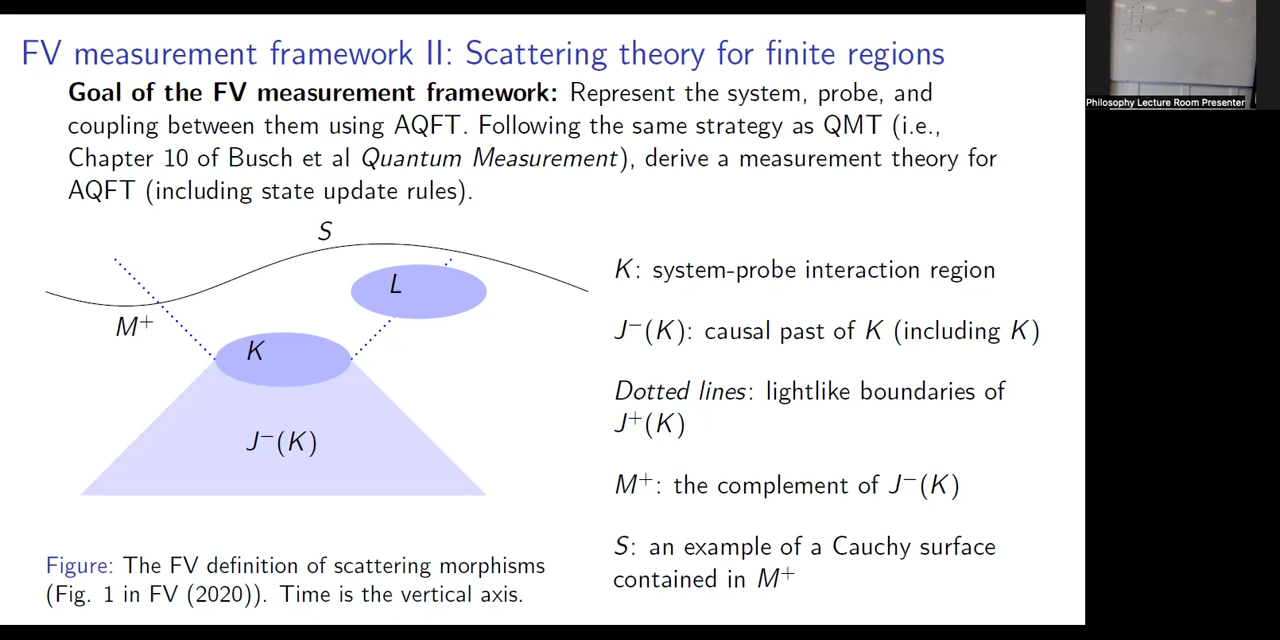 FV measurement framework II: Scattering theory for finite regions
Goal of the FV measurement framework: Represent the system, probe, and
coupling between them using AQFT. Following the same strategy as QMT (i.e.,
Chapter 10 of Busch et al Quantum Measurement), derive a measurement theory for
AQFT (including state update rules).
S
L
M⁺
K
J⁻(K)
Figure: The FV definition of scattering morphisms
(Fig. 1 in FV (2020)). Time is the vertical axis.
K: system-probe interaction region
J⁻(K): causal past of K (including K)
Dotted lines: lightlike boundaries of
J⁺(K)
M⁺: the complement of J⁻(K)
S: an example of a Cauchy surface
contained in M⁺
Philosophy Lecture Room Presenter